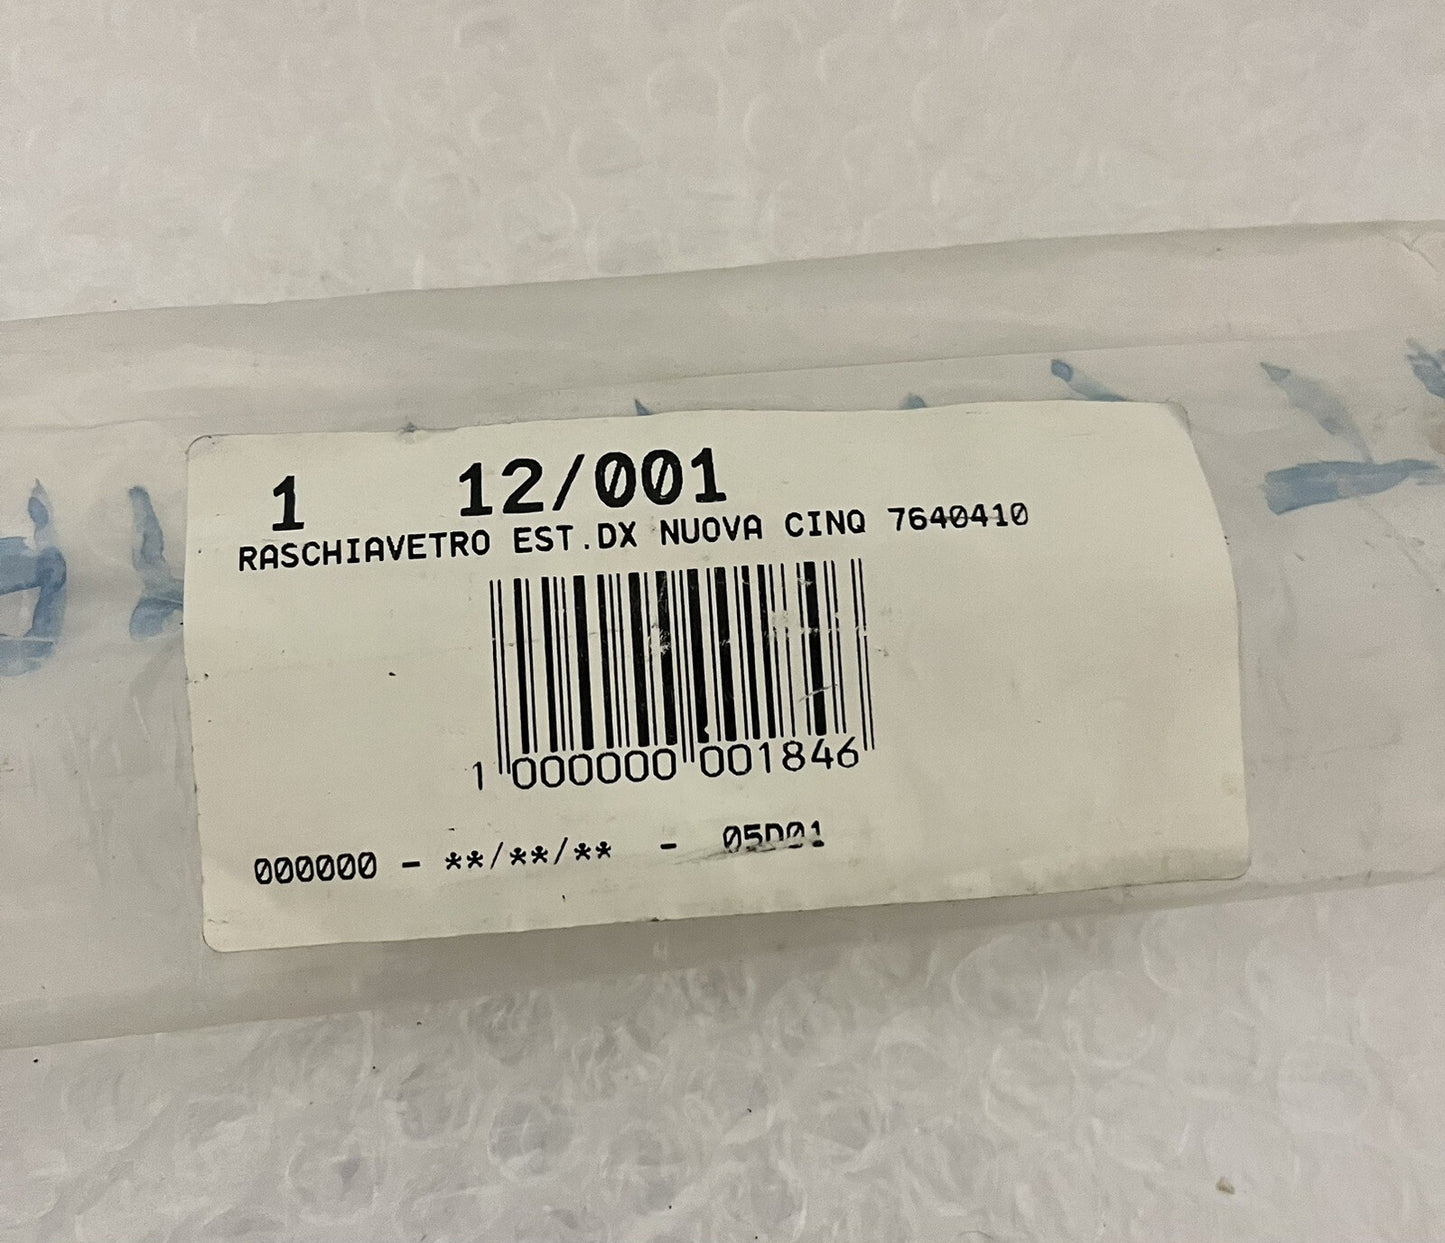 1 12/001
RASCHIAVETRO EST.DX NUOVA CINQ 7640410
1 000000 001846
000000 - **/**/** - 05D01